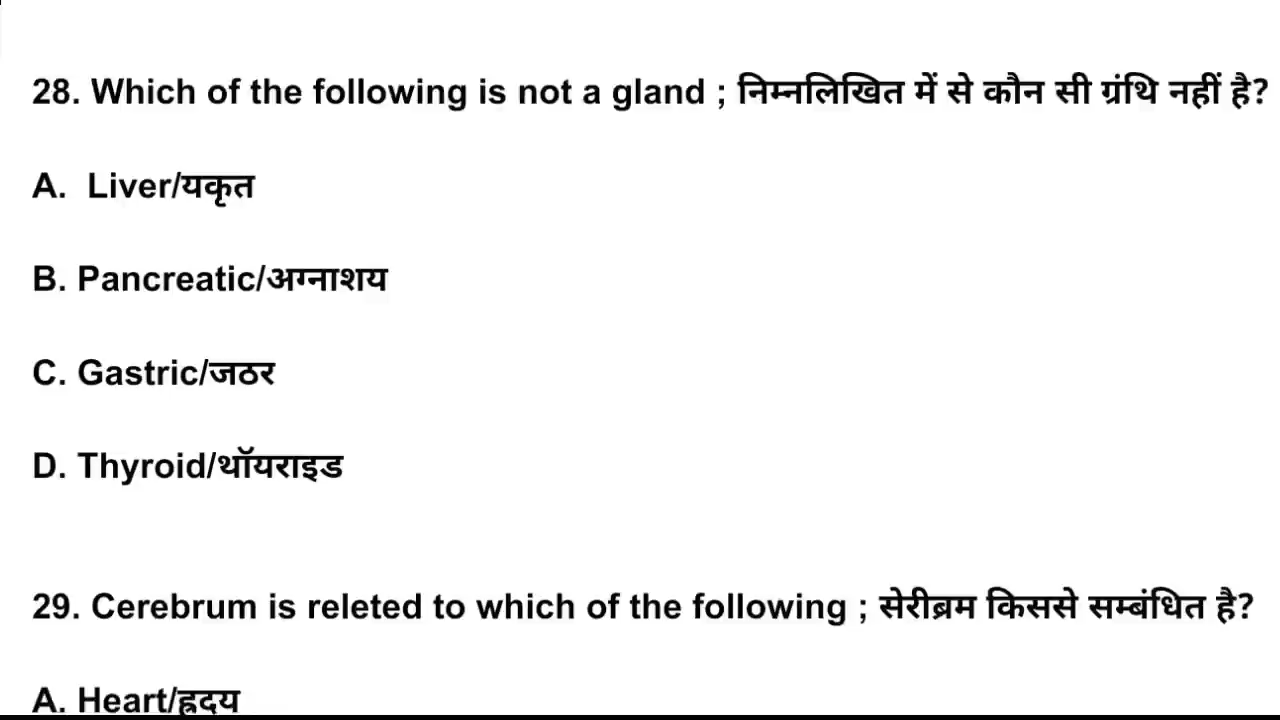 28. Which of the following is not a gland ; निम्नलिखित में से कौन सी ग्रंथि नहीं है?
A. Liver/यकृत
B. Pancreatic/अग्नाशय
C. Gastric/जठर
D. Thyroid/थॉयराइड
29. Cerebrum is releted to which of the following ; सेरीब्रम किससे सम्बंधित है?
A. Heart/ह्रदय